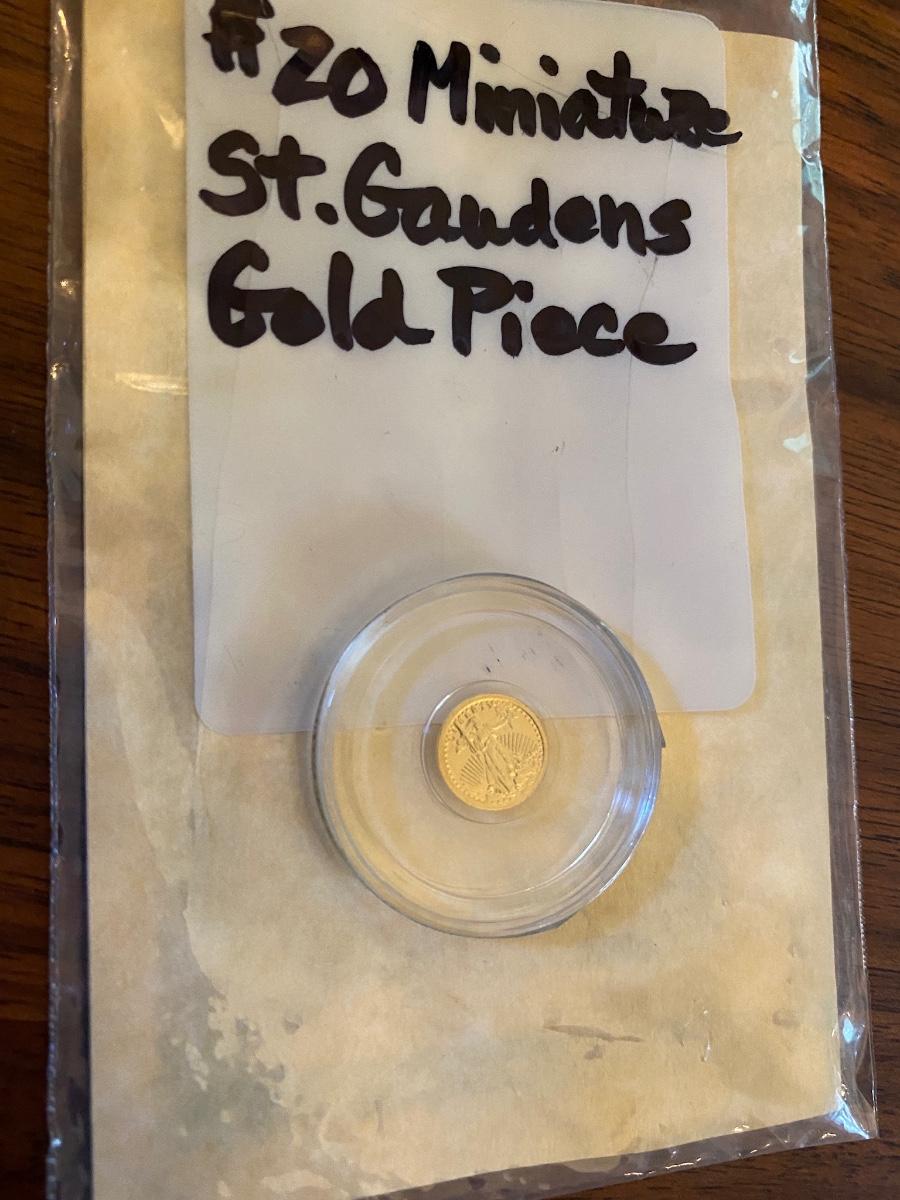 #20 Miniature
St. Gaudens
Gold Piece